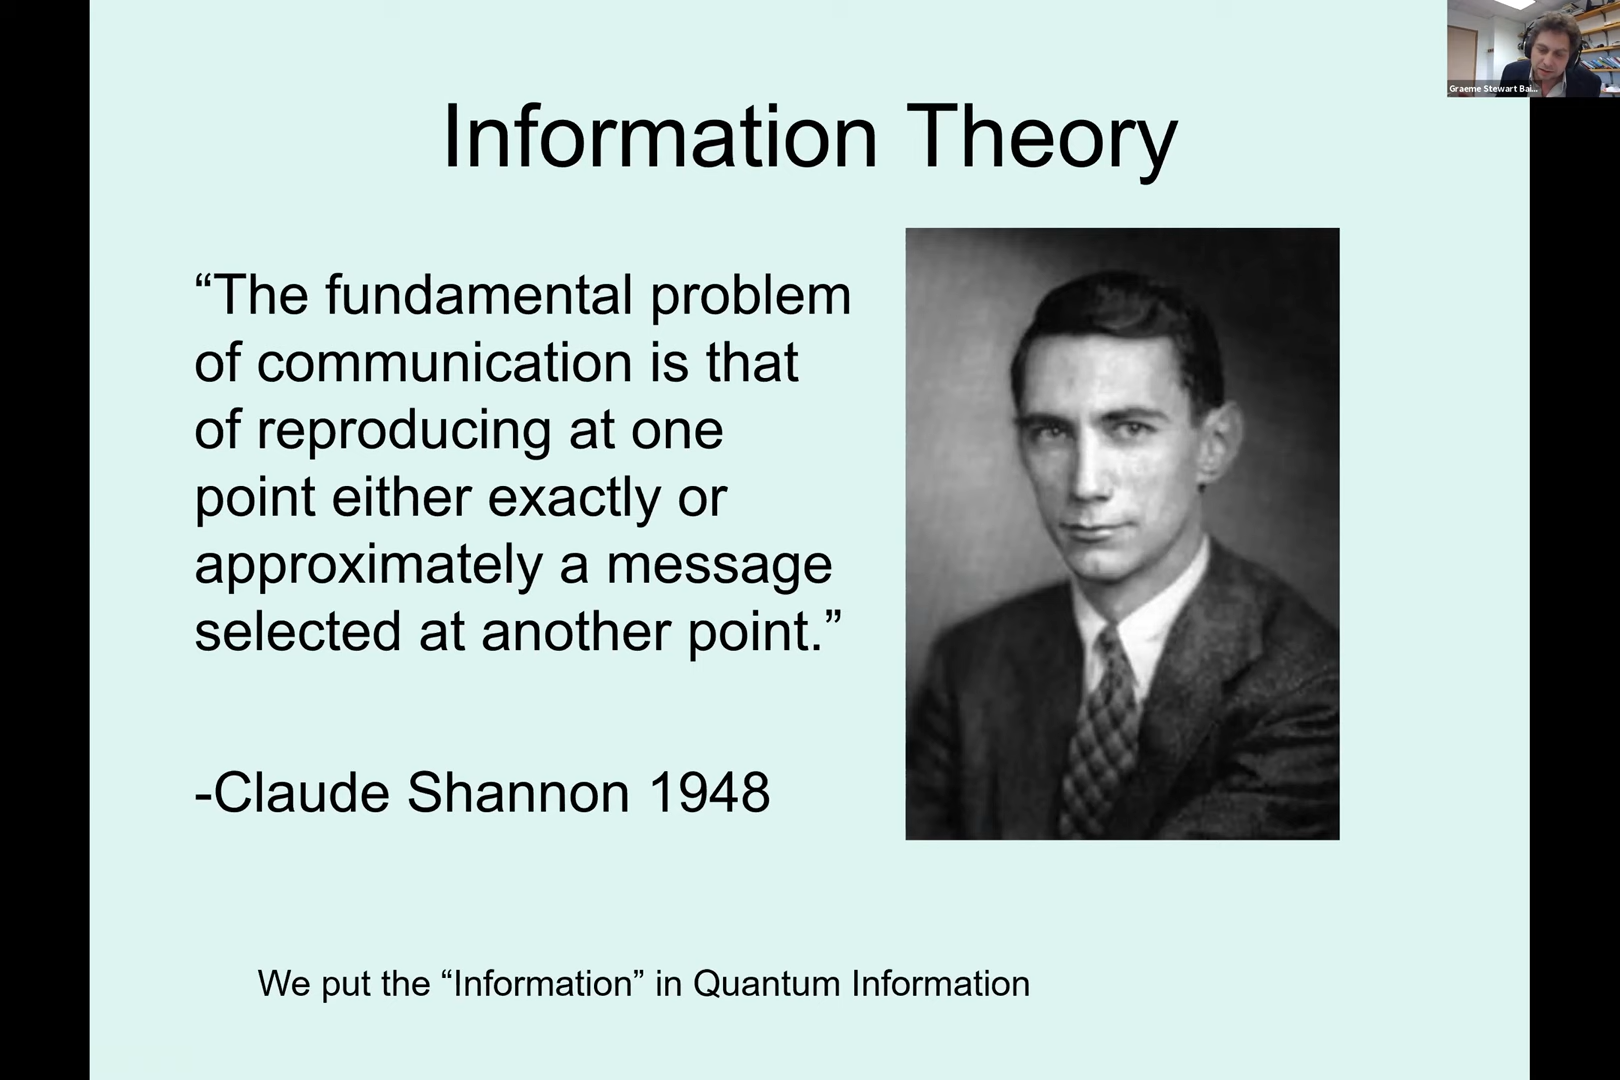 Graeme Stewart Bai...
Information Theory
“The fundamental problem
of communication is that
of reproducing at one
point either exactly or
approximately a message
selected at another point.”
-Claude Shannon 1948
We put the “Information” in Quantum Information